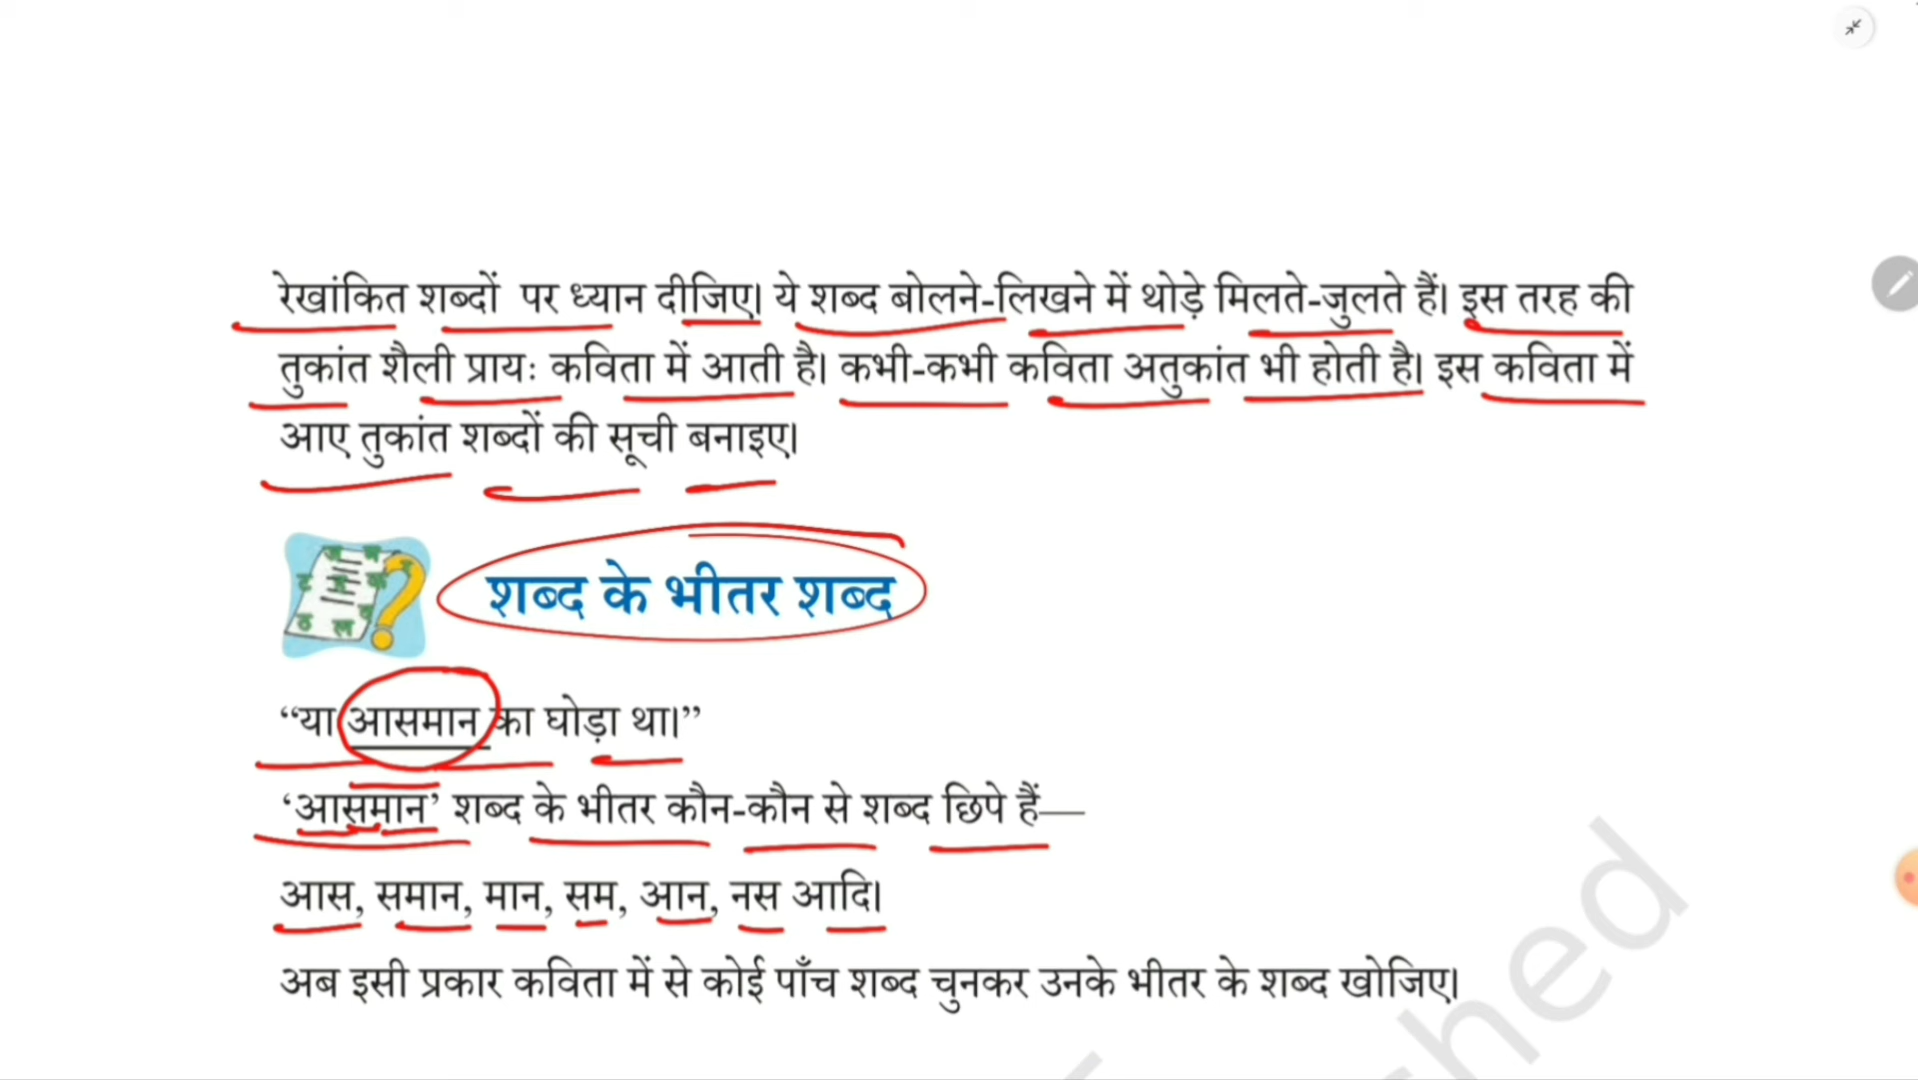 रेखांकित शब्दों पर ध्यान दीजिए। ये शब्द बोलने-लिखने में थोड़े मिलते-जुलते हैं। इस तरह की
तुकांत शैली प्रायः कविता में आती है। कभी-कभी कविता अतुकांत भी होती है। इस कविता में
आए तुकांत शब्दों की सूची बनाइए।
शब्द के भीतर शब्द
“या आसमान का घोड़ा था।”
‘आसमान’ शब्द के भीतर कौन-कौन से शब्द छिपे हैं—
आस, समान, मान, सम, आन, नस आदि।
अब इसी प्रकार कविता में से कोई पाँच शब्द चुनकर उनके भीतर के शब्द खोजिए।